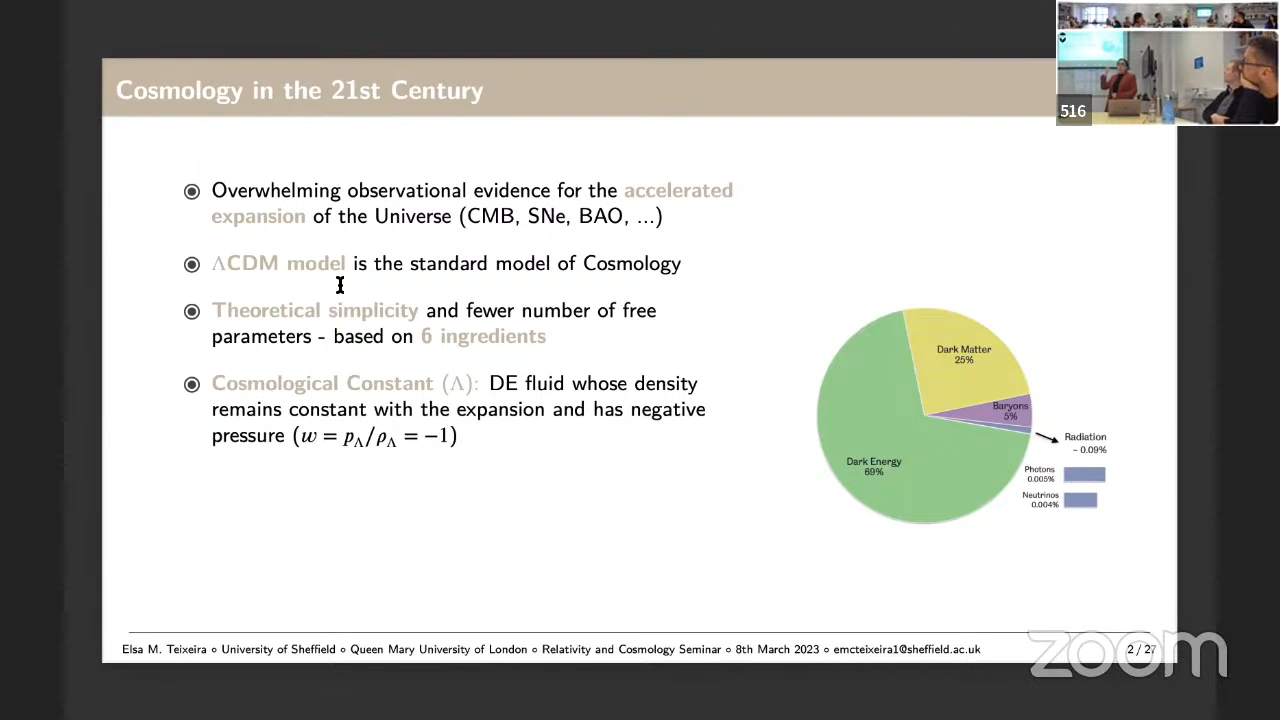 Cosmology in the 21st Century
516
Overwhelming observational evidence for the accelerated
expansion of the Universe (CMB, SNe, BAO, ...)
ΛCDM model is the standard model of Cosmology
Theoretical simplicity and fewer number of free
parameters - based on 6 ingredients
Cosmological Constant (Λ): DE fluid whose density
remains constant with the expansion and has negative
pressure (w = pΛ/ρΛ = −1)
Dark Matter
25%
Baryons
5%
Radiation
~ 0.09%
Dark Energy
69%
Photons
0.005%
Neutrinos
0.004%
Elsa M. Teixeira ∘ University of Sheffield ∘ Queen Mary University of London ∘ Relativity and Cosmology Seminar ∘ 8th March 2023 ∘ emcteixeira1@sheffield.ac.uk
2 / 27
zoom